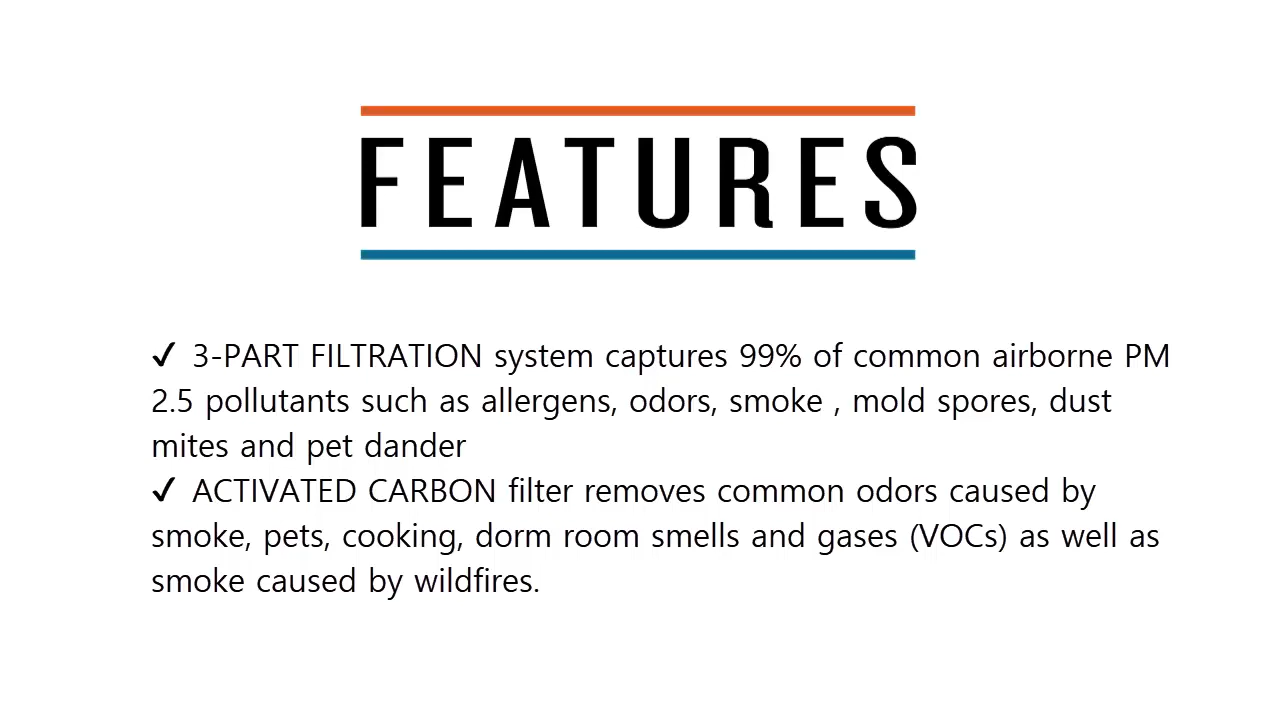 FEATURES
✓ 3-PART FILTRATION system captures 99% of common airborne PM
2.5 pollutants such as allergens, odors, smoke , mold spores, dust
mites and pet dander
✓ ACTIVATED CARBON filter removes common odors caused by
smoke, pets, cooking, dorm room smells and gases (VOCs) as well as
smoke caused by wildfires.